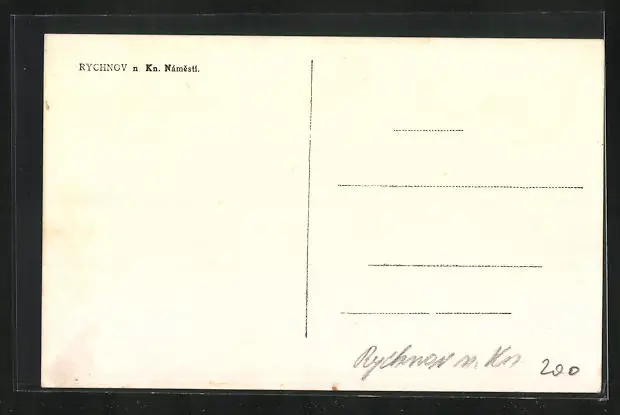 RYCHNOV n Kn. Náměstí.
Rychnov n. Kn
200